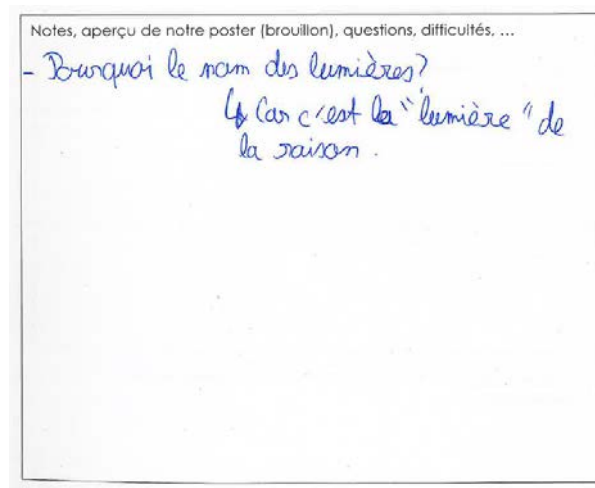 Notes, aperçu de notre poster (brouillon), questions, difficultés, ...
- Pourquoi le nom des lumières?
↳ Car c'est la "lumière" de
la raison.